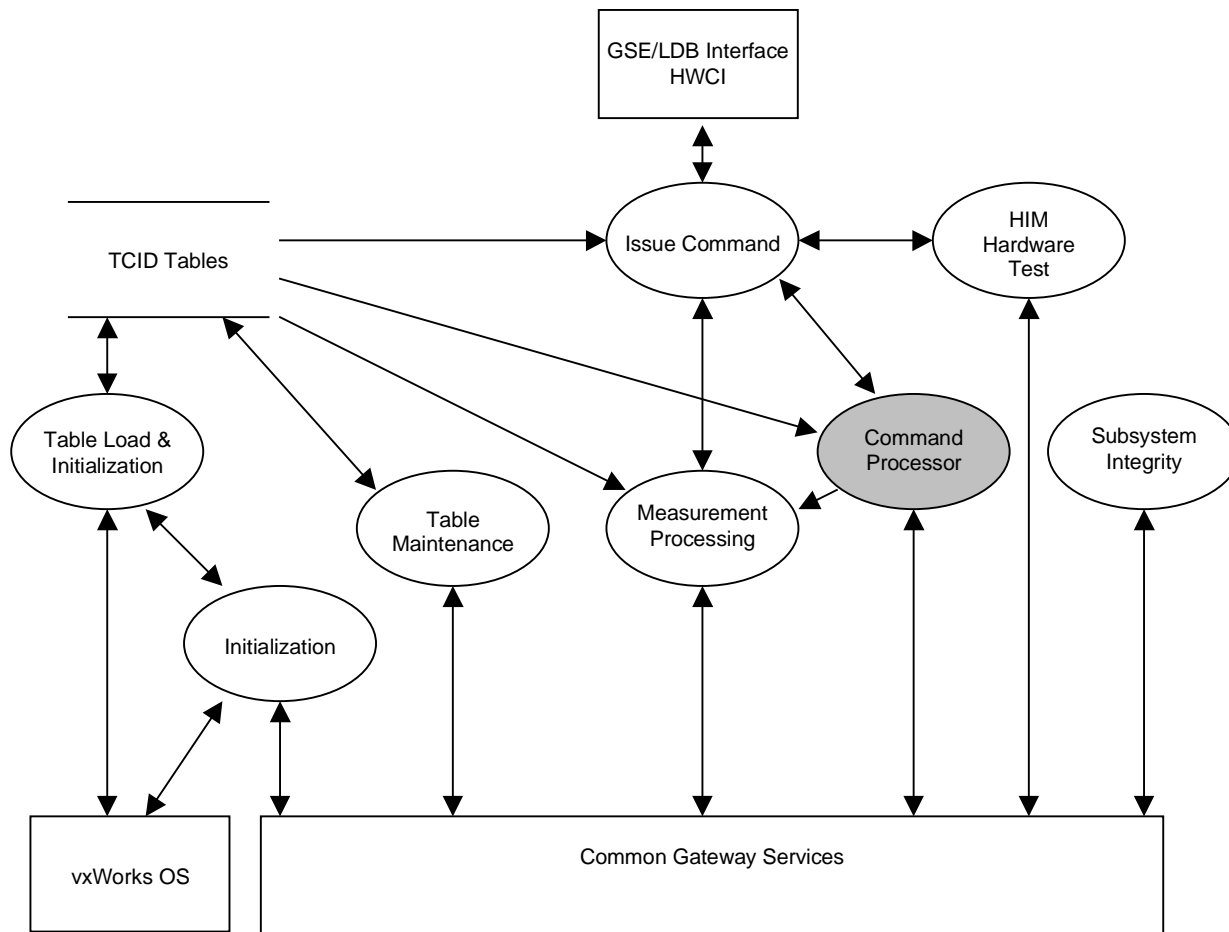 GSE/LDB Interface
HWCI
TCID Tables
Issue Command
HIM
Hardware
Test
Table Load &
Initialization
Command
Processor
Subsystem
Integrity
Table
Maintenance
Measurement
Processing
Initialization
vxWorks OS
Common Gateway Services